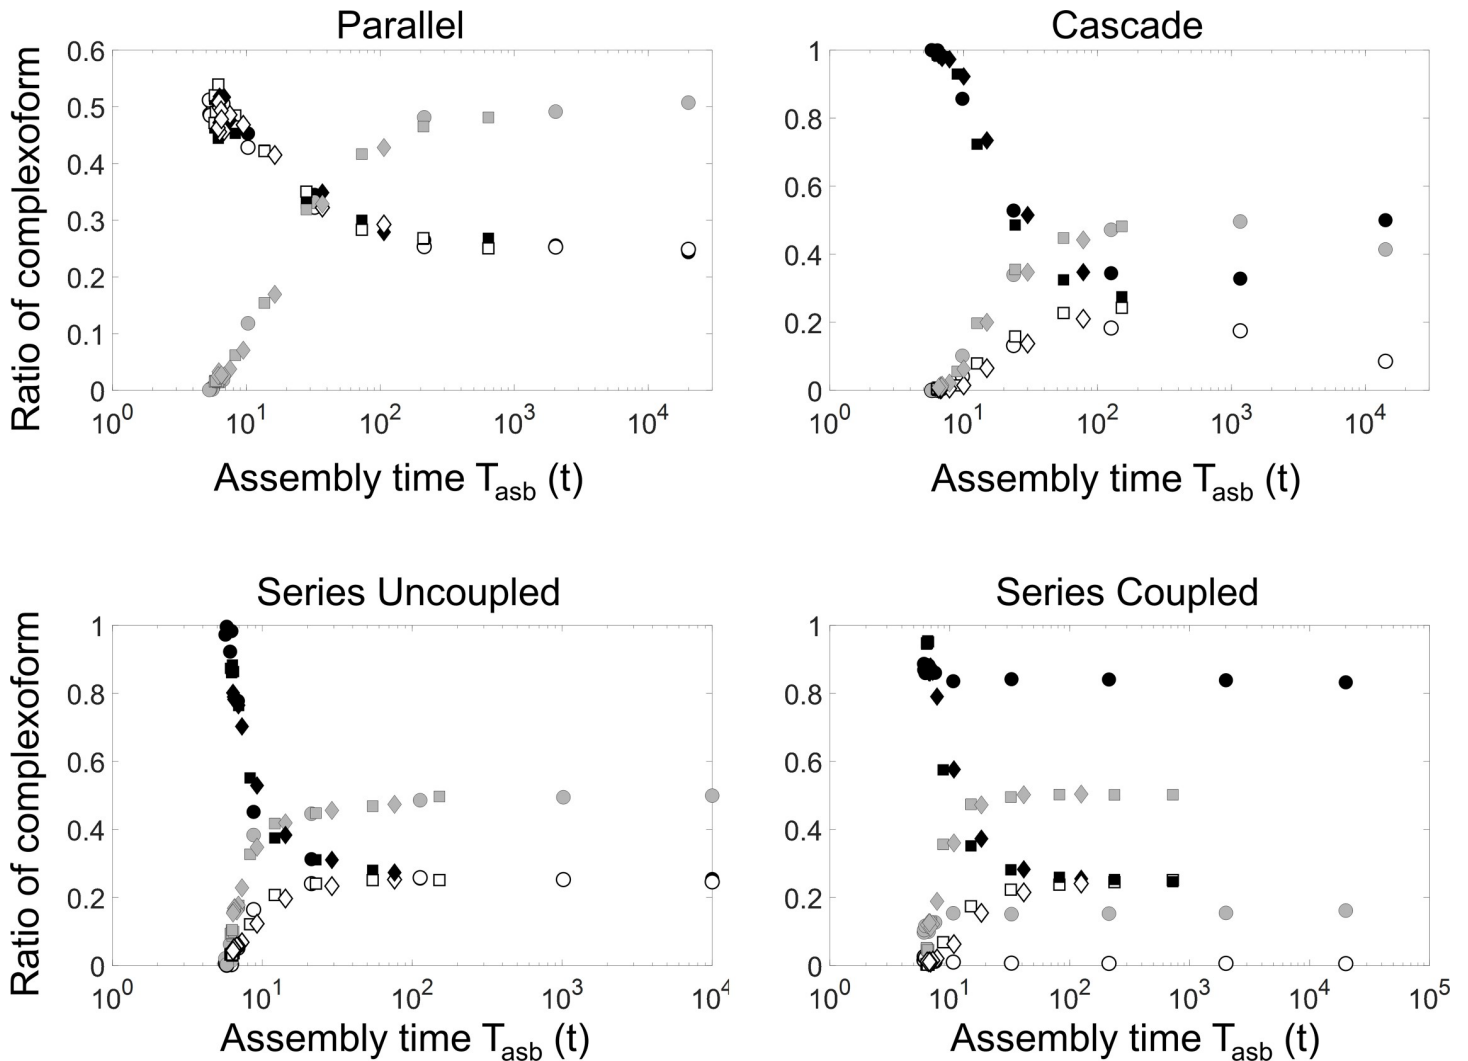 Parallel
Cascade
Ratio of complexoform
0.6
0.5
0.4
0.3
0.2
0.1
0
10^0 10^1 10^2 10^3 10^4
Assembly time T_asb (t)
1
0.8
0.6
0.4
0.2
0
10^0 10^1 10^2 10^3 10^4
Assembly time T_asb (t)
Series Uncoupled
Series Coupled
Ratio of complexoform
1
0.8
0.6
0.4
0.2
0
10^0 10^1 10^2 10^3 10^4
Assembly time T_asb (t)
1
0.8
0.6
0.4
0.2
0
10^0 10^1 10^2 10^3 10^4 10^5
Assembly time T_asb (t)